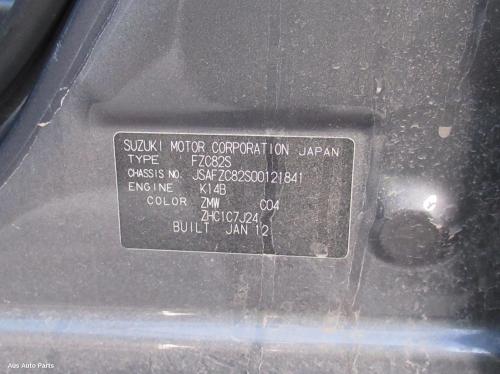 SUZUKI MOTOR CORPORATION JAPAN
TYPE FZC82S
CHASSIS NO. JSAFZC82S00121841
ENGINE K14B
COLOR ZMW C04
ZHC1C7J24
BUILT JAN 12
Aus Auto Parts